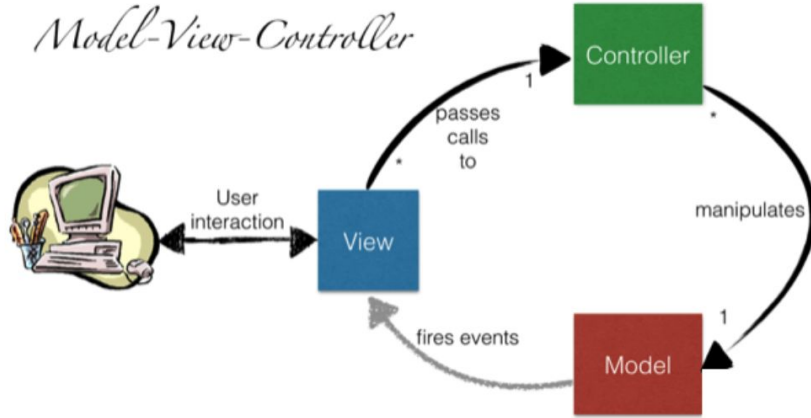 Model-View-Controller
Controller
1
passes
calls
to
*
*
User
interaction
View
manipulates
1
fires events
Model